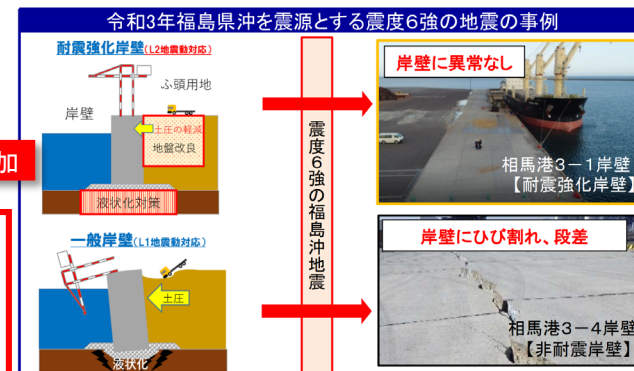 令和3年福島県沖を震源とする震度6強の地震の事例
耐震強化岸壁(L2地震動対応)
ふ頭用地
岸壁
土圧の軽減
地盤改良
液状化対策
加
一般岸壁(L1地震動対応)
土圧
液状化
震度6強の福島沖地震
岸壁に異常なし
相馬港3－1岸壁
【耐震強化岸壁】
岸壁にひび割れ、段差
相馬港3－4岸壁
【非耐震岸壁】